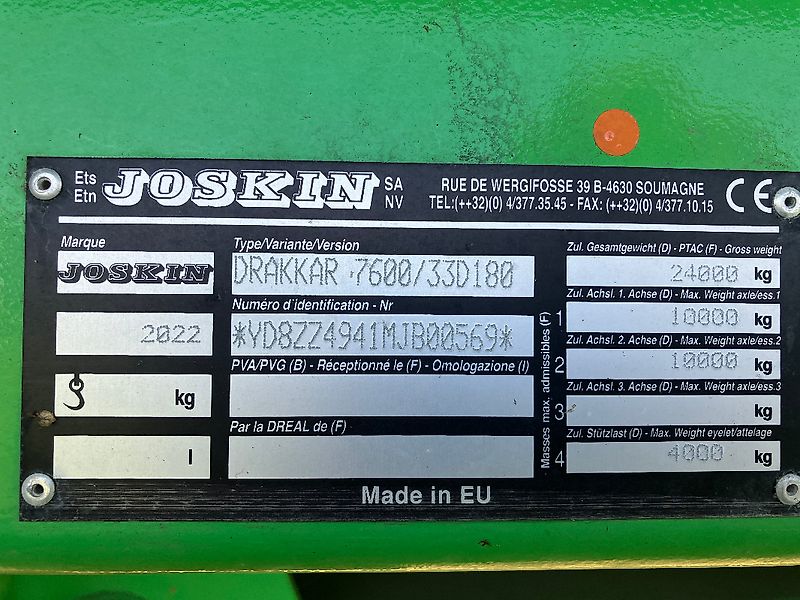 Ets Etn JOSKIN SA NV
RUE DE WERGIFOSSE 39 B-4630 SOUMAGNE
TEL:(++32)(0) 4/377.35.45 - FAX: (++32)(0) 4/377.10.15
CE
Marque
JOSKIN
2022
kg
l
Type/Variante/Version
DRAKKAR 7600/33D180
Numéro d'identification - Nr
*YD8ZZ4941MJB00569*
PVA/PVG (B) - Réceptionné le (F) - Omologazione (I)
Par la DREAL de (F)
Masses max. admissibles (F)
Zul. Gesamtgewicht (D) - PTAC (F) - Gross weight
24000 kg
Zul. Achsl. 1. Achse (D) - Max. Weight axle/ess.1
1 10000 kg
Zul. Achsl. 2. Achse (D) - Max. Weight axle/ess.2
2 10000 kg
Zul. Achsl. 3. Achse (D) - Max. Weight axle/ess.3
3 kg
Zul. Stützlast (D) - Max. Weight eyelet/attelage
4 4000 kg
Made in EU